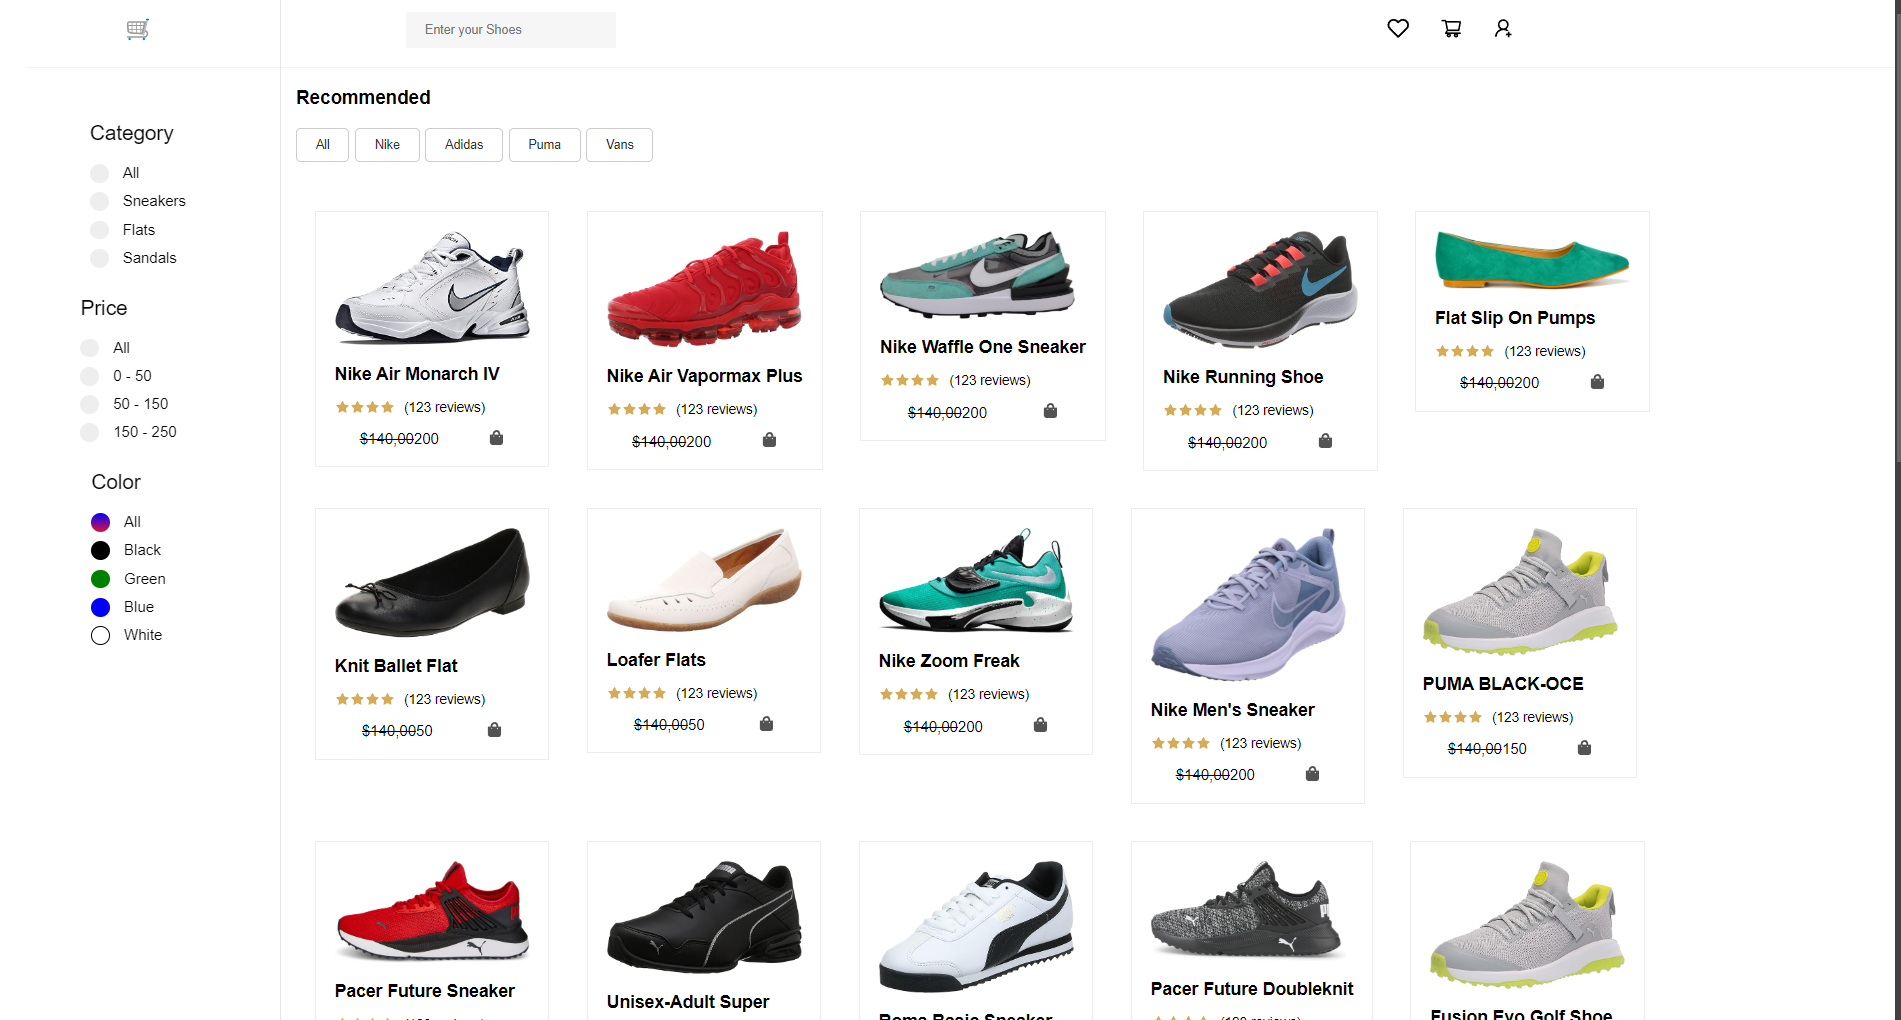 Enter your Shoes
Recommended
All Nike Adidas Puma Vans
Category
All
Sneakers
Flats
Sandals
Price
All
0 - 50
50 - 150
150 - 250
Color
All
Black
Green
Blue
White
Nike Air Monarch IV
(123 reviews)
$140,00200
Nike Air Vapormax Plus
(123 reviews)
$140,00200
Nike Waffle One Sneaker
(123 reviews)
$140,00200
Nike Running Shoe
(123 reviews)
$140,00200
Flat Slip On Pumps
(123 reviews)
$140,00200
Knit Ballet Flat
(123 reviews)
$140,0050
Loafer Flats
(123 reviews)
$140,0050
Nike Zoom Freak
(123 reviews)
$140,00200
Nike Men's Sneaker
(123 reviews)
$140,00200
PUMA BLACK-OCE
(123 reviews)
$140,00150
Pacer Future Sneaker
Unisex-Adult Super
Roma Basic Sneaker
Pacer Future Doubleknit
Fusion Evo Golf Shoe